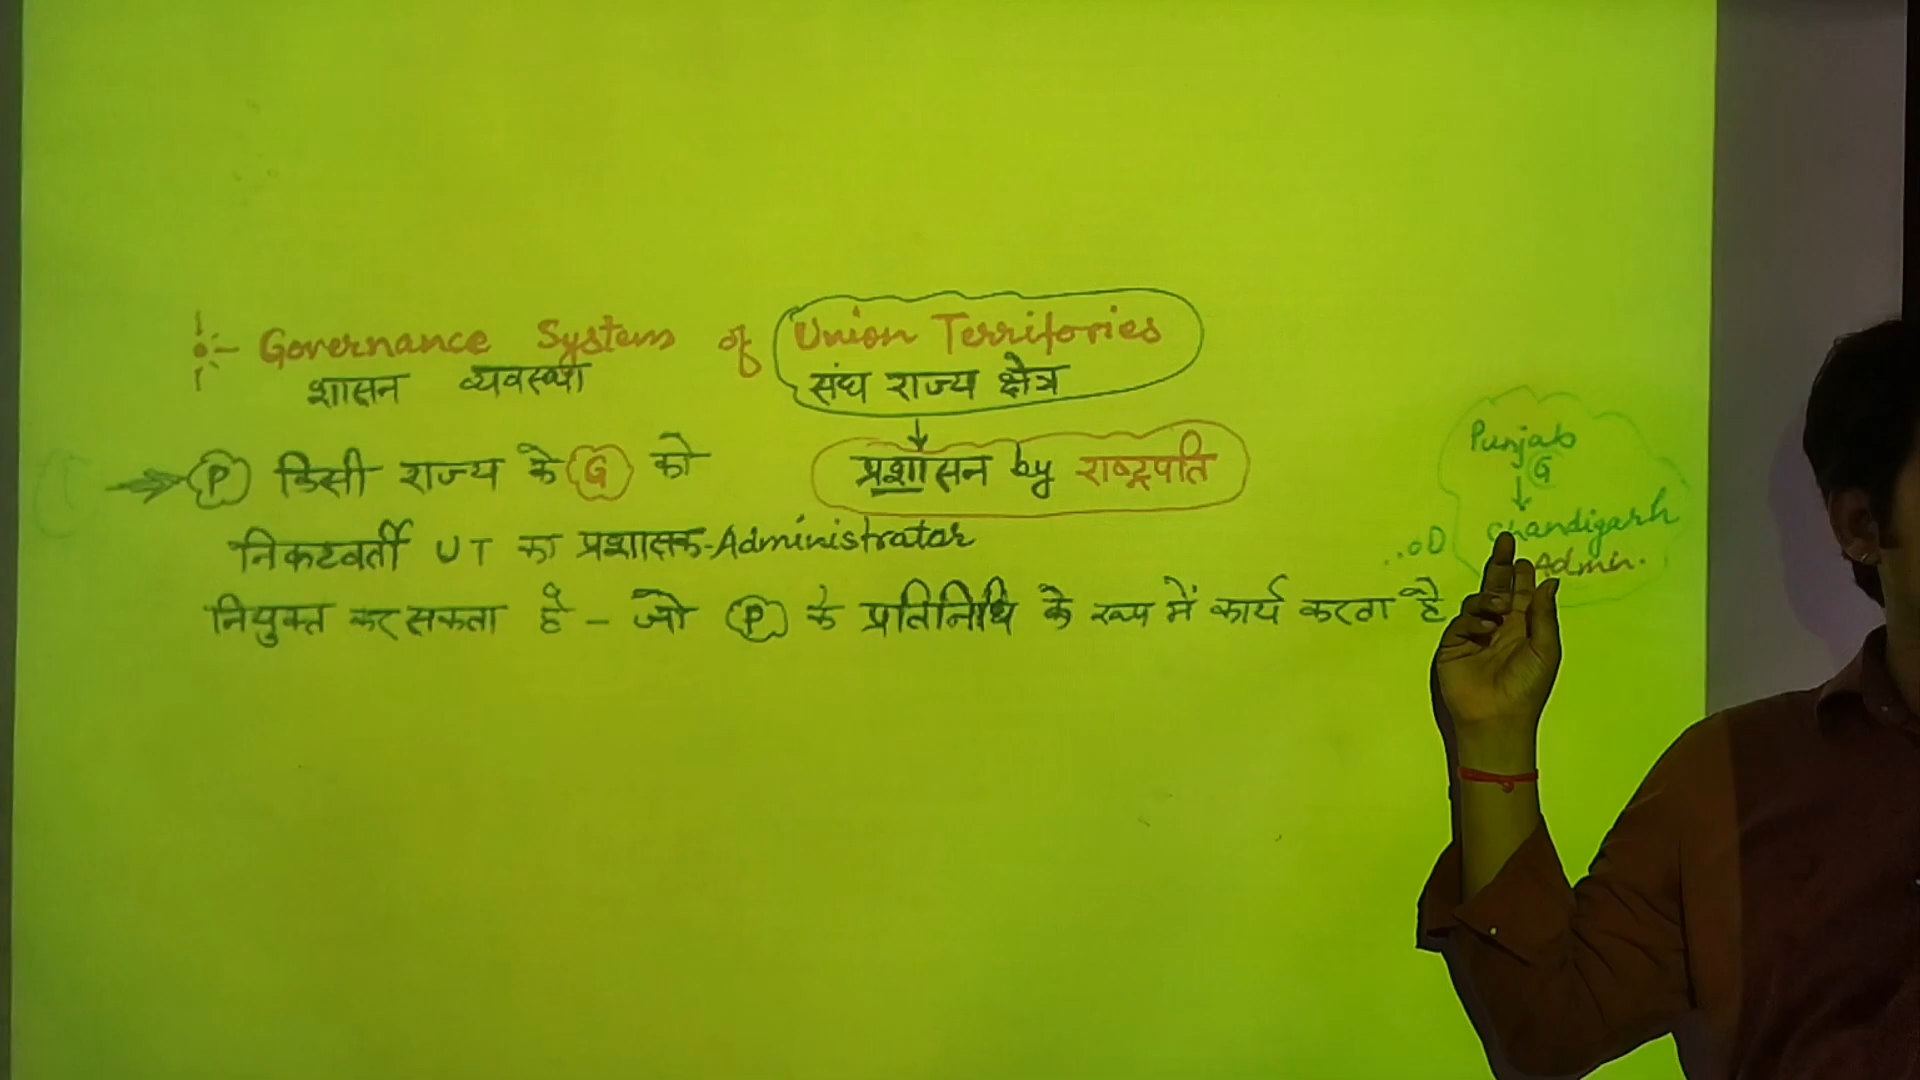 :- Governance System of Union Territories
शासन व्यवस्था संघ राज्य क्षेत्र
→ P किसी राज्य के G को
प्रशासन by राष्ट्रपति
निकटवर्ती UT का प्रशासक-Administrator
नियुक्त कर सकता है - जो P के प्रतिनिधि के रूप में कार्य करता है
Punjab
G
↓
Chandigarh
Admin.